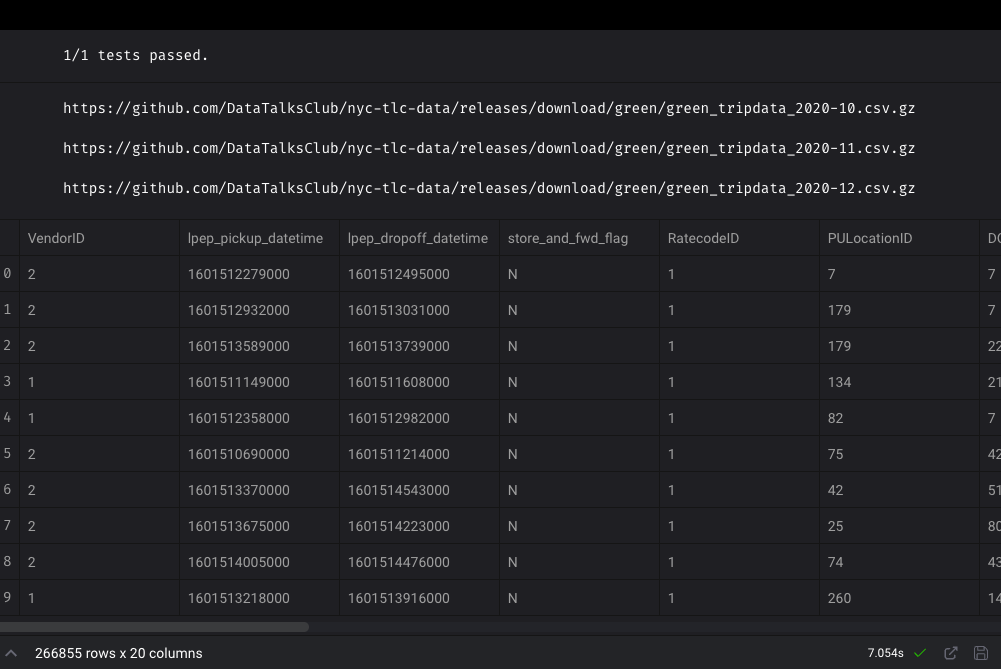 1/1 tests passed.
https://github.com/DataTalksClub/nyc-tlc-data/releases/download/green/green_tripdata_2020-10.csv.gz
https://github.com/DataTalksClub/nyc-tlc-data/releases/download/green/green_tripdata_2020-11.csv.gz
https://github.com/DataTalksClub/nyc-tlc-data/releases/download/green/green_tripdata_2020-12.csv.gz
VendorID lpep_pickup_datetime lpep_dropoff_datetime store_and_fwd_flag RatecodeID PULocationID
0 2 1601512279000 1601512495000 N 1 7 7
1 2 1601512932000 1601513031000 N 1 179 7
2 2 1601513589000 1601513739000 N 1 179 22
3 1 1601511149000 1601511608000 N 1 134 21
4 1 1601512358000 1601512982000 N 1 82 7
5 2 1601510690000 1601511214000 N 1 75 42
6 2 1601513370000 1601514543000 N 1 42 51
7 2 1601513675000 1601514223000 N 1 25 80
8 2 1601514005000 1601514476000 N 1 74 43
9 1 1601513218000 1601513916000 N 1 260 14
266855 rows x 20 columns 7.054s